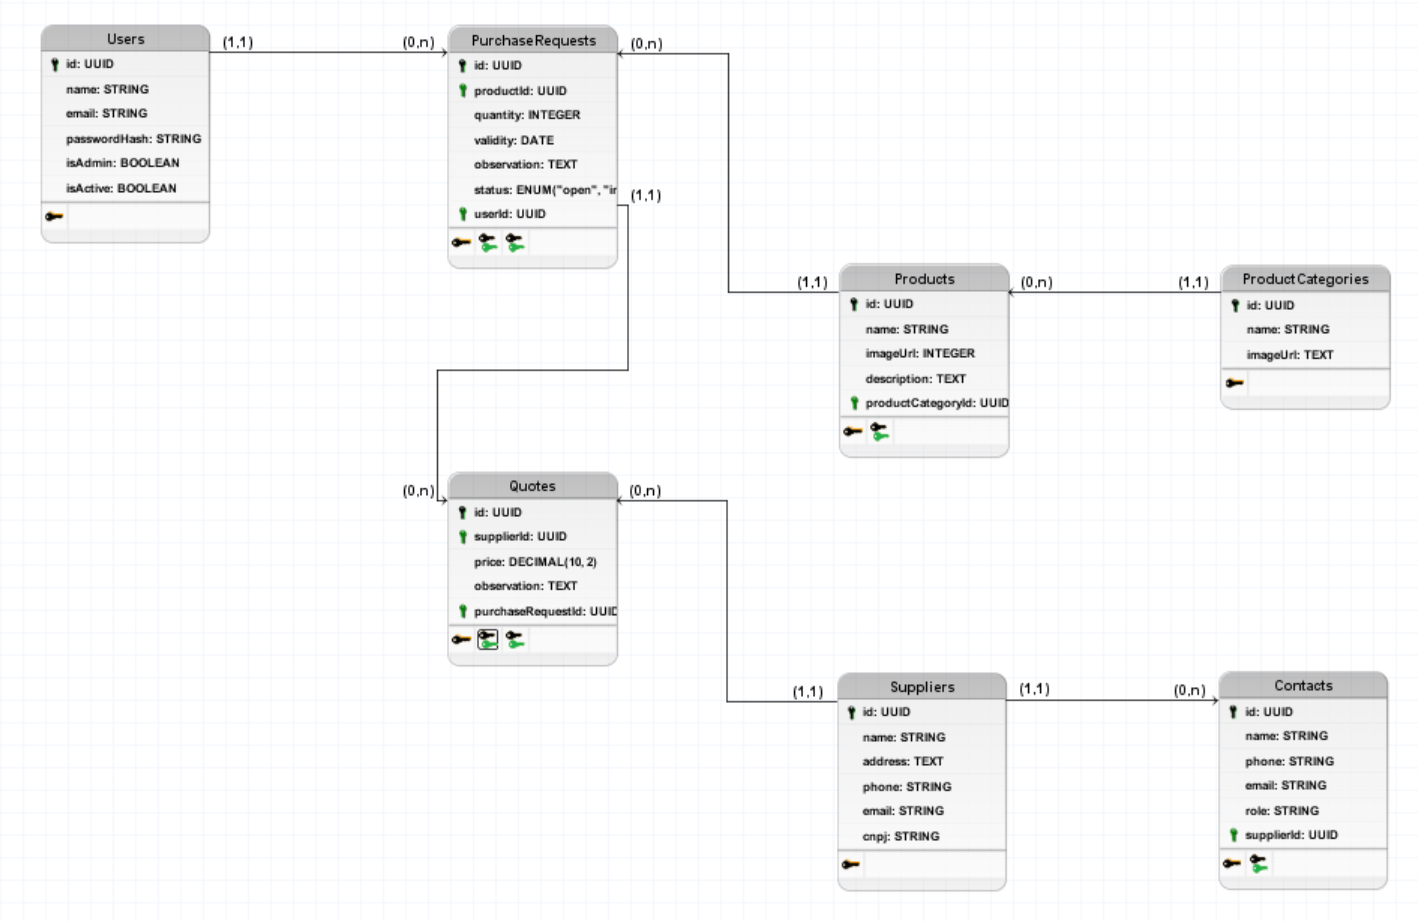 Users
id: UUID
name: STRING
email: STRING
passwordHash: STRING
isAdmin: BOOLEAN
isActive: BOOLEAN
(1,1)
(0,n)
PurchaseRequests
id: UUID
productId: UUID
quantity: INTEGER
validity: DATE
observation: TEXT
status: ENUM("open", "ir
userId: UUID
(0,n)
(1,1)
(1,1)
Products
id: UUID
name: STRING
imageUrl: INTEGER
description: TEXT
productCategoryId: UUID
(0,n)
(1,1)
ProductCategories
id: UUID
name: STRING
imageUrl: TEXT
(0,n)
Quotes
id: UUID
supplierId: UUID
price: DECIMAL(10, 2)
observation: TEXT
purchaseRequestId: UUID
(0,n)
(1,1)
Suppliers
id: UUID
name: STRING
address: TEXT
phone: STRING
email: STRING
cnpj: STRING
(1,1)
(0,n)
Contacts
id: UUID
name: STRING
phone: STRING
email: STRING
role: STRING
supplierId: UUID